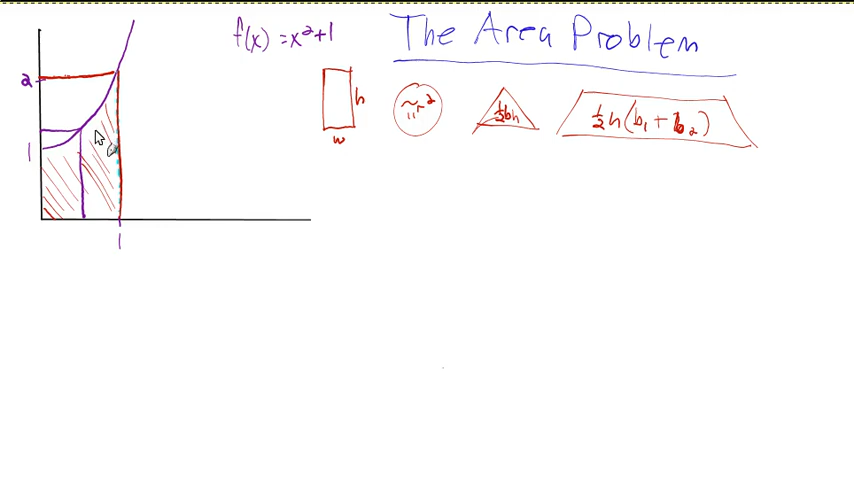 The Area Problem
f(x) = x²+1
2
1
1
h
w
πr²
½bh
½h(b₁ + b₂)